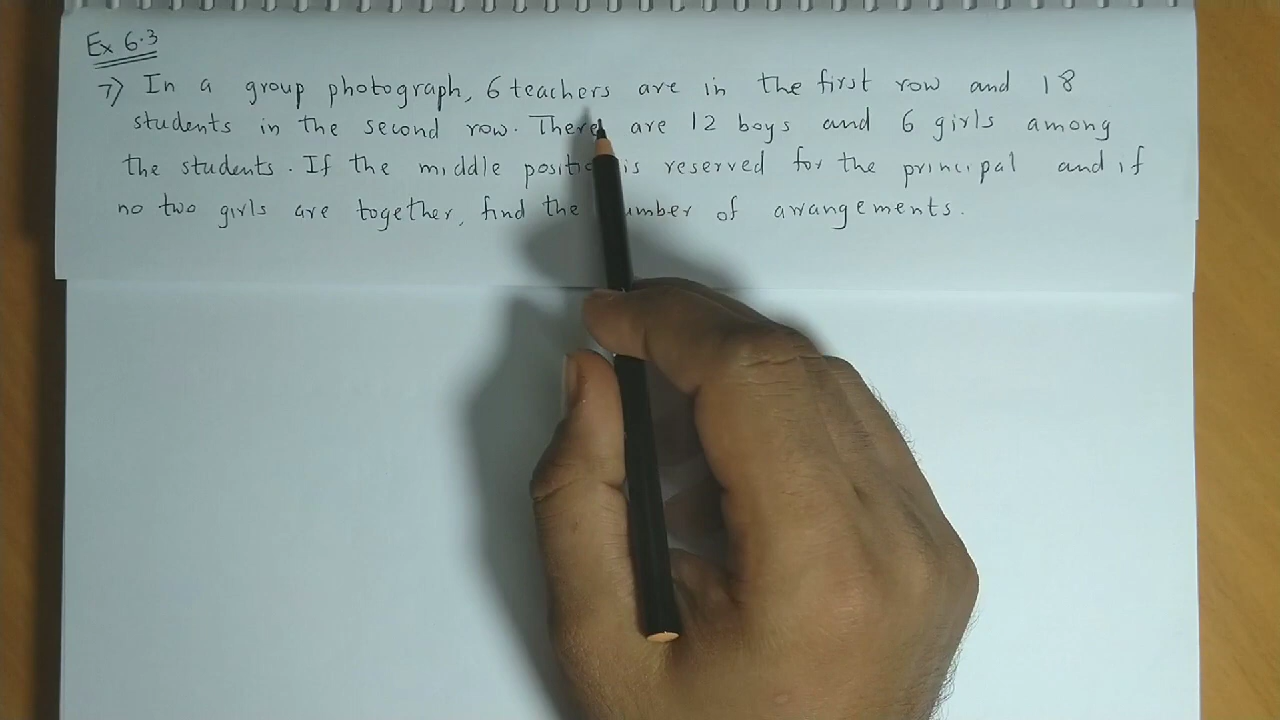 Ex 6.3
7) In a group photograph, 6 teachers are in the first row and 18
students in the second row. There are 12 boys and 6 girls among
the students. If the middle position is reserved for the principal and if
no two girls are together, find the number of arrangements.